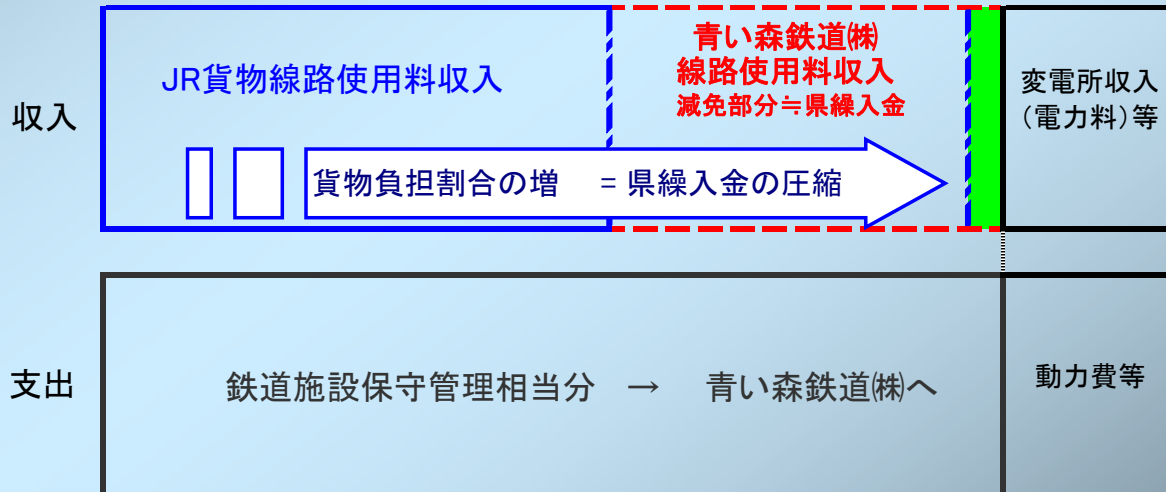 収入
JR貨物線路使用料収入
青い森鉄道㈱
線路使用料収入
減免部分≒県繰入金
変電所収入
(電力料)等
貨物負担割合の増 = 県繰入金の圧縮
支出
鉄道施設保守管理相当分 → 青い森鉄道㈱へ
動力費等